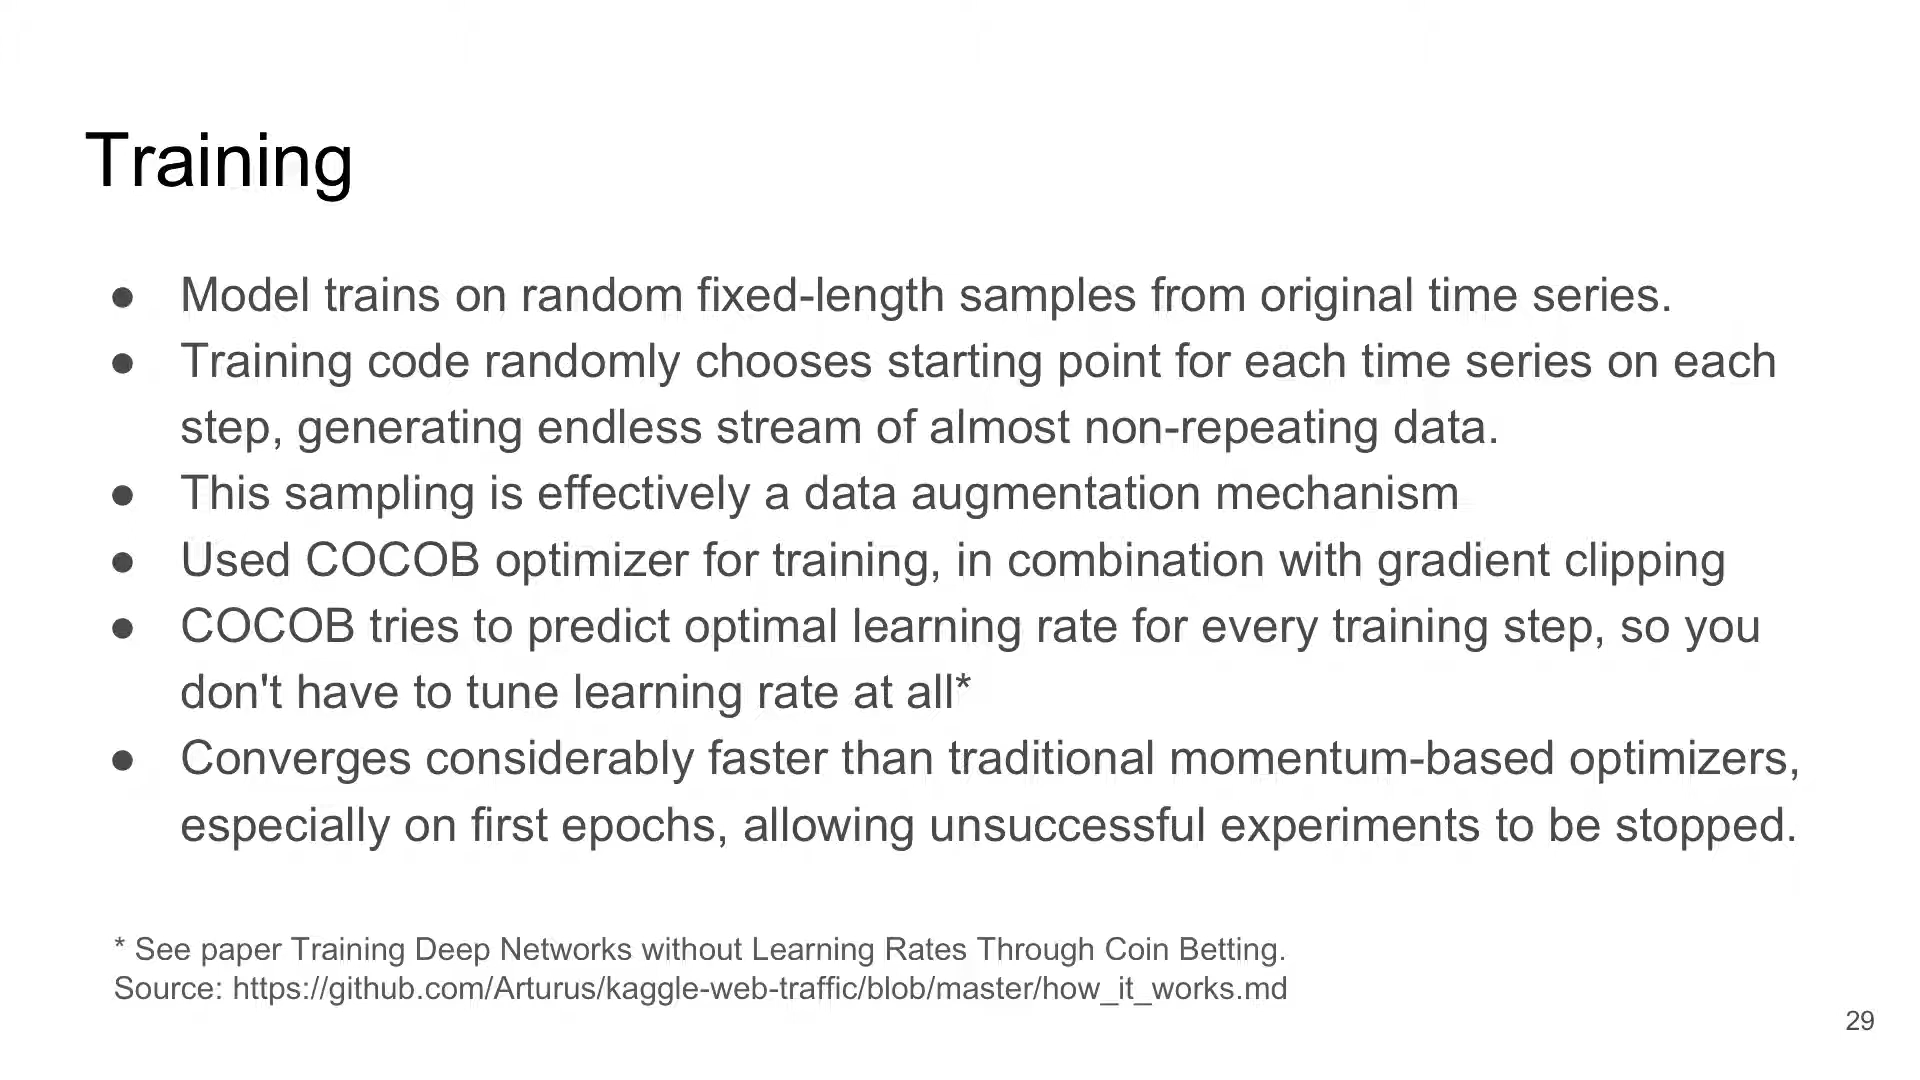 Training
● Model trains on random fixed-length samples from original time series.
● Training code randomly chooses starting point for each time series on each
step, generating endless stream of almost non-repeating data.
● This sampling is effectively a data augmentation mechanism
● Used COCOB optimizer for training, in combination with gradient clipping
● COCOB tries to predict optimal learning rate for every training step, so you
don't have to tune learning rate at all*
● Converges considerably faster than traditional momentum-based optimizers,
especially on first epochs, allowing unsuccessful experiments to be stopped.
* See paper Training Deep Networks without Learning Rates Through Coin Betting.
Source: https://github.com/Arturus/kaggle-web-traffic/blob/master/how_it_works.md
29